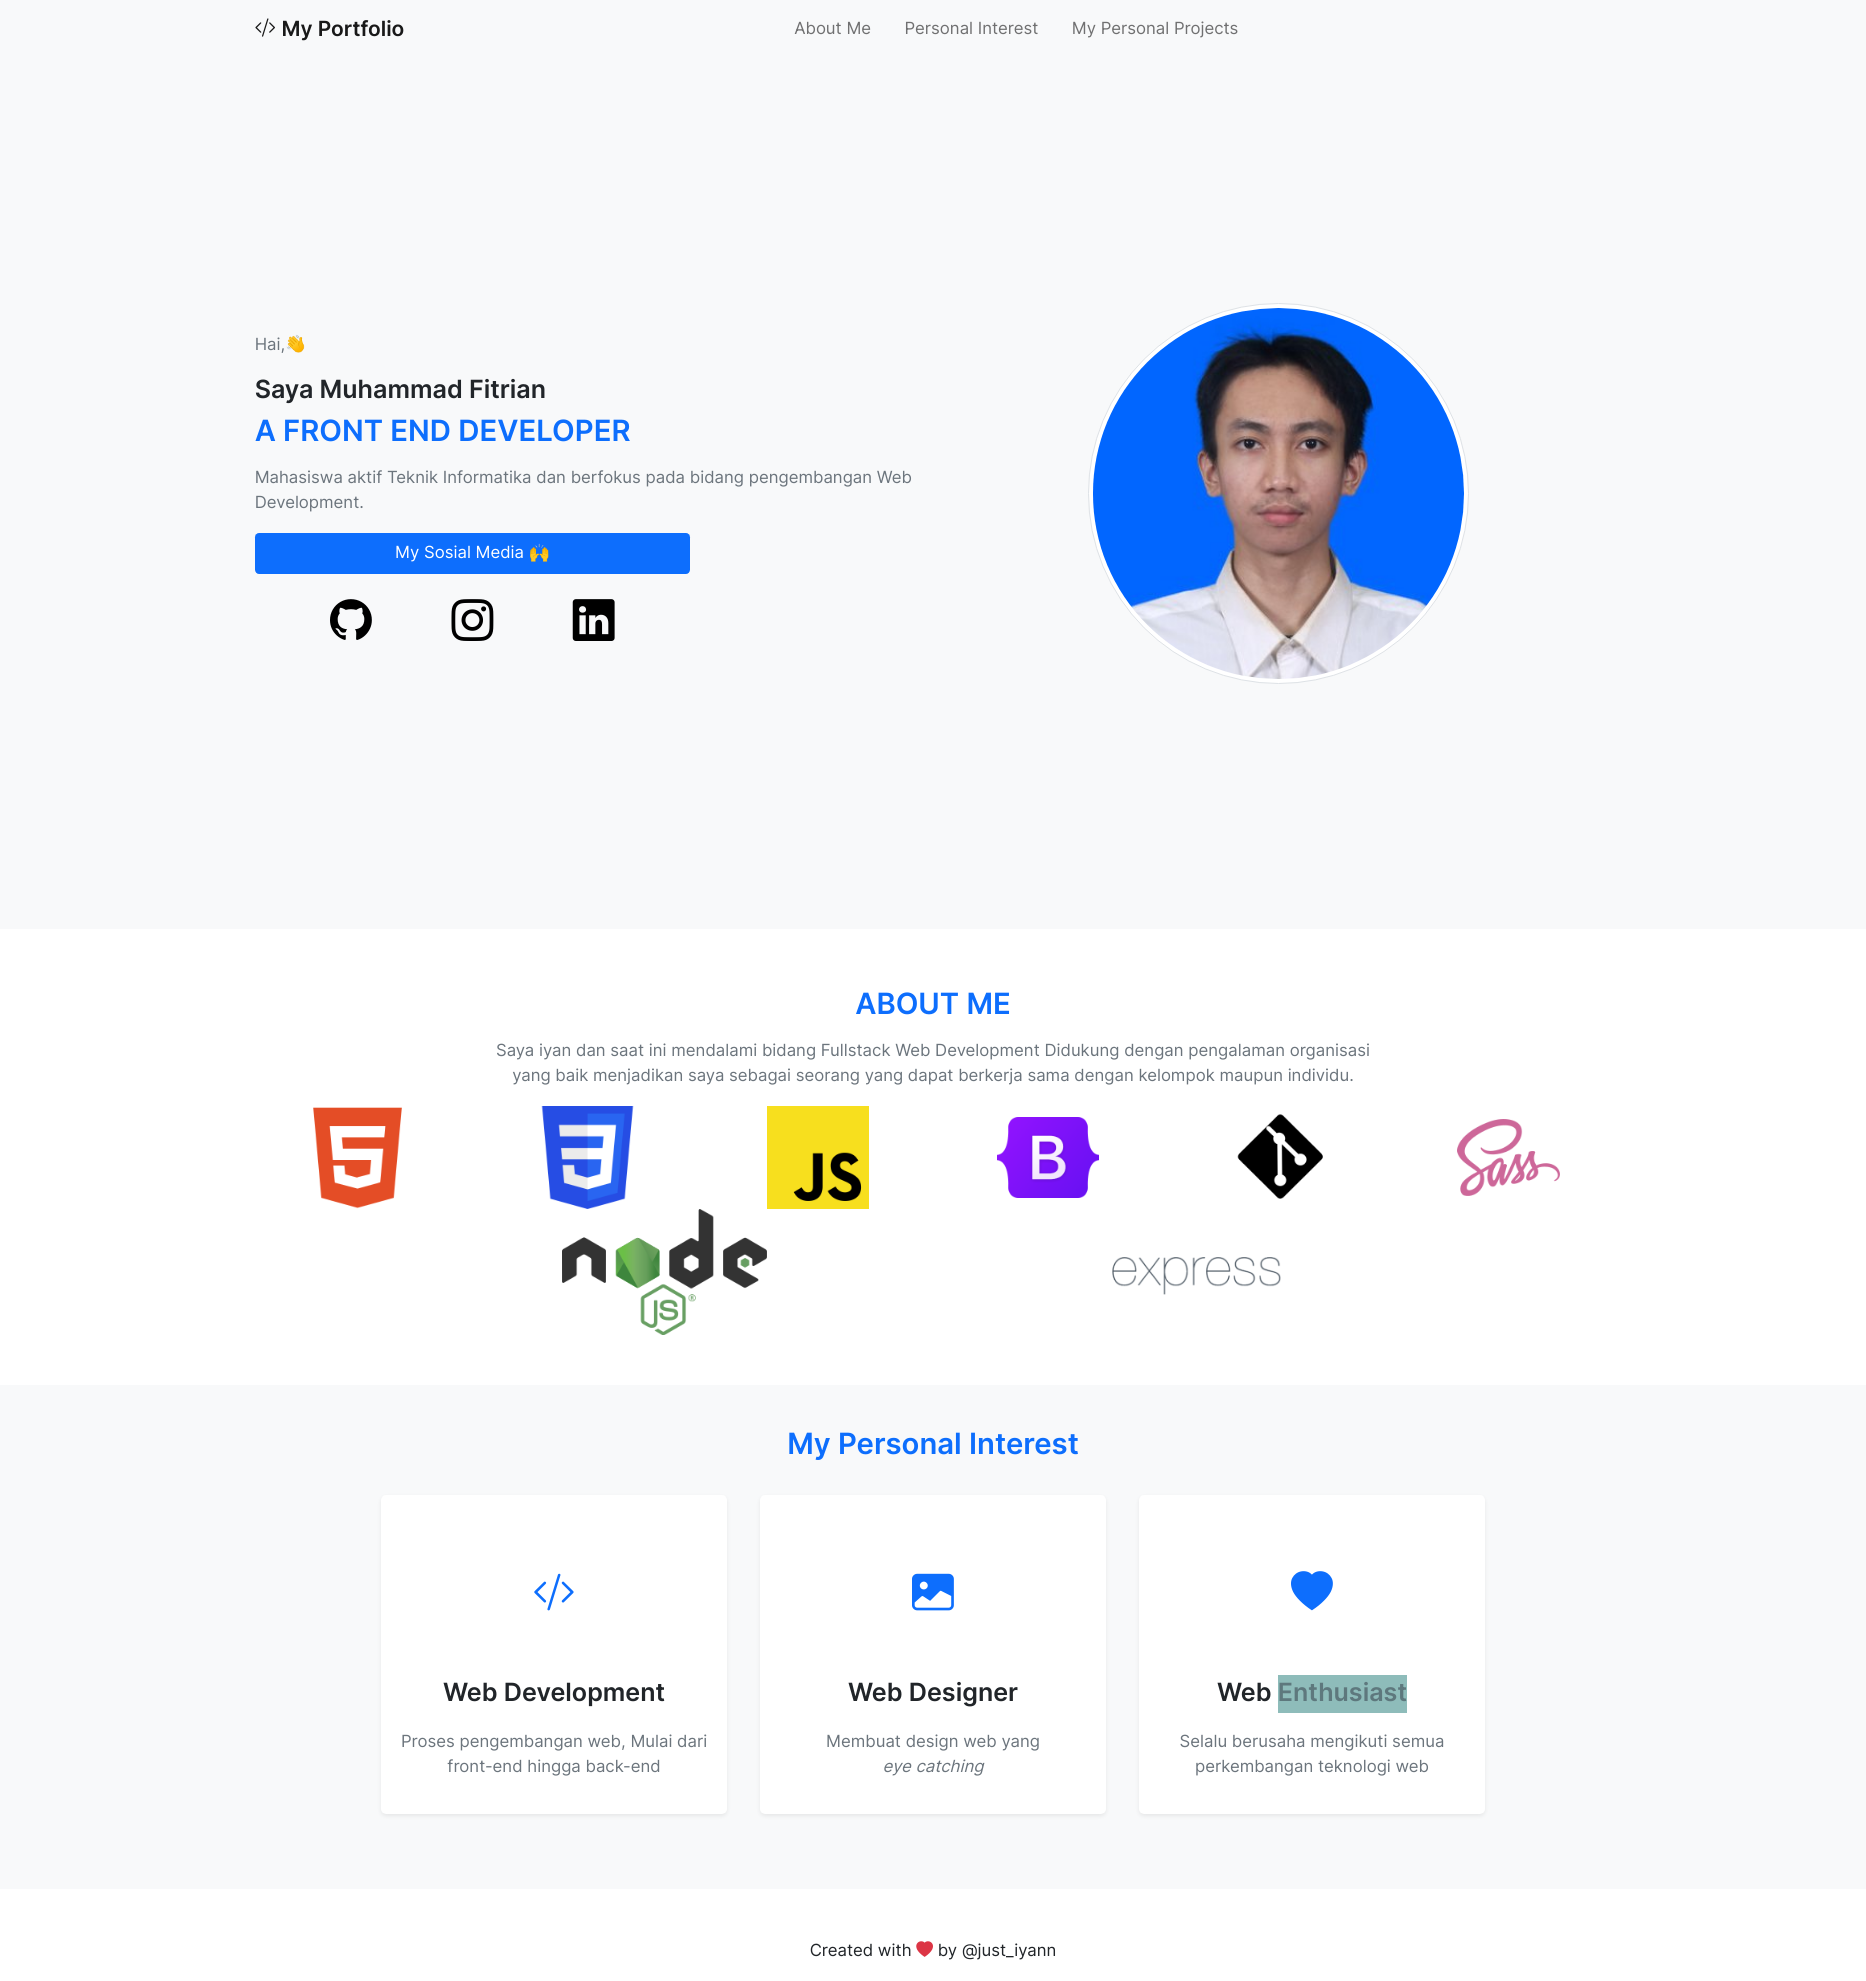 </> My Portfolio
About Me Personal Interest My Personal Projects
Hai,👋
Saya Muhammad Fitrian
A FRONT END DEVELOPER
Mahasiswa aktif Teknik Informatika dan berfokus pada bidang pengembangan Web
Development.
My Sosial Media 🙌
in
ABOUT ME
Saya iyan dan saat ini mendalami bidang Fullstack Web Development Didukung dengan pengalaman organisasi
yang baik menjadikan saya sebagai seorang yang dapat berkerja sama dengan kelompok maupun individu.
5 3 JS B Sass
node express
JS ®
My Personal Interest
</>
Web Development
Proses pengembangan web, Mulai dari
front-end hingga back-end
Web Designer
Membuat design web yang
eye catching
Web Enthusiast
Selalu berusaha mengikuti semua
perkembangan teknologi web
Created with ❤ by @just_iyann